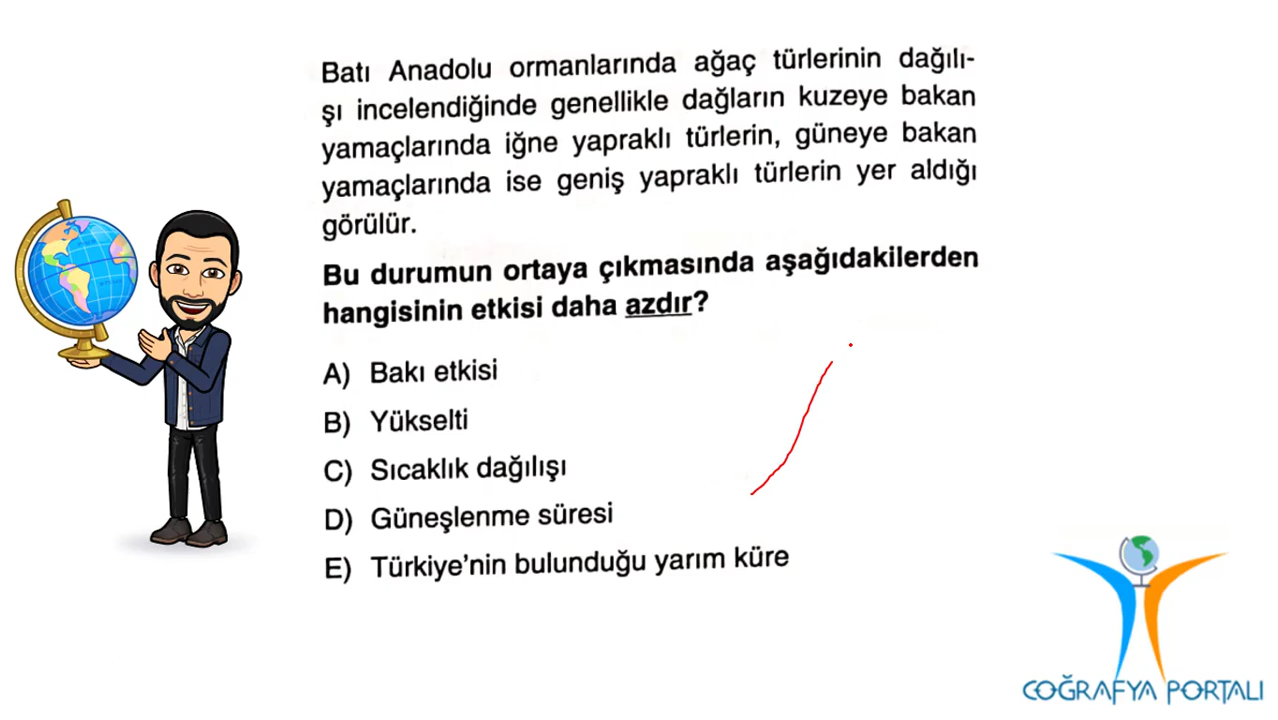 Batı Anadolu ormanlarında ağaç türlerinin dağılı-
şı incelendiğinde genellikle dağların kuzeye bakan
yamaçlarında iğne yapraklı türlerin, güneye bakan
yamaçlarında ise geniş yapraklı türlerin yer aldığı
görülür.
Bu durumun ortaya çıkmasında aşağıdakilerden
hangisinin etkisi daha azdır?
A) Bakı etkisi
B) Yükselti
C) Sıcaklık dağılışı
D) Güneşlenme süresi
E) Türkiye'nin bulunduğu yarım küre
COĞRAFYA PORTALI